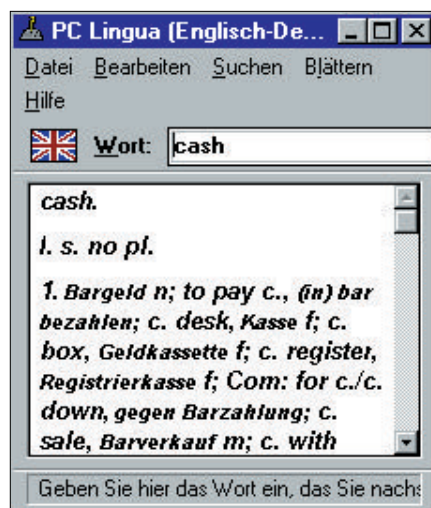 PC Lingua (Englisch-De...
Datei Bearbeiten Suchen Blättern
Hilfe
Wort: cash
cash.
I. s. no pl.
1. Bargeld n; to pay c., (in) bar
bezahlen; c. desk, Kasse f; c.
box, Geldkassette f; c. register,
Registrierkasse f; Com: for c./c.
down, gegen Barzahlung; c.
sale, Barverkauf m; c. with
Geben Sie hier das Wort ein, das Sie nachs